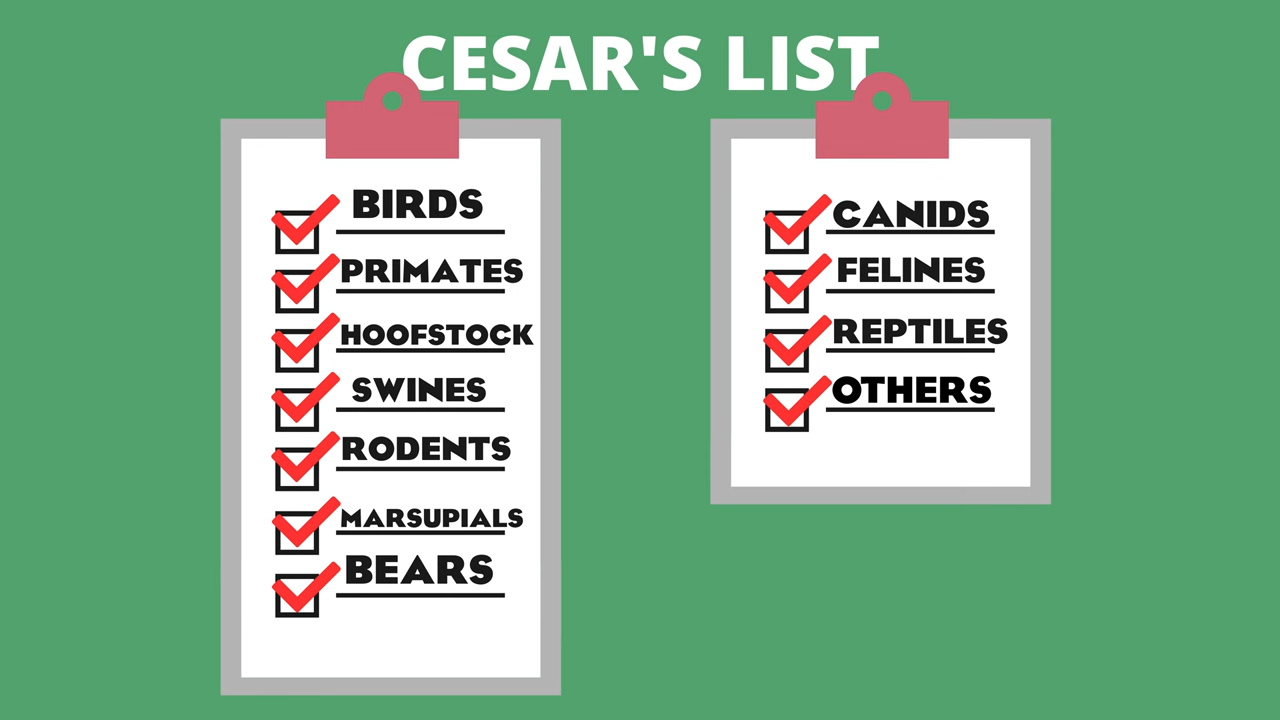 CESAR'S LIST
BIRDS
PRIMATES
HOOFSTOCK
SWINES
RODENTS
MARSUPIALS
BEARS
CANIDS
FELINES
REPTILES
OTHERS